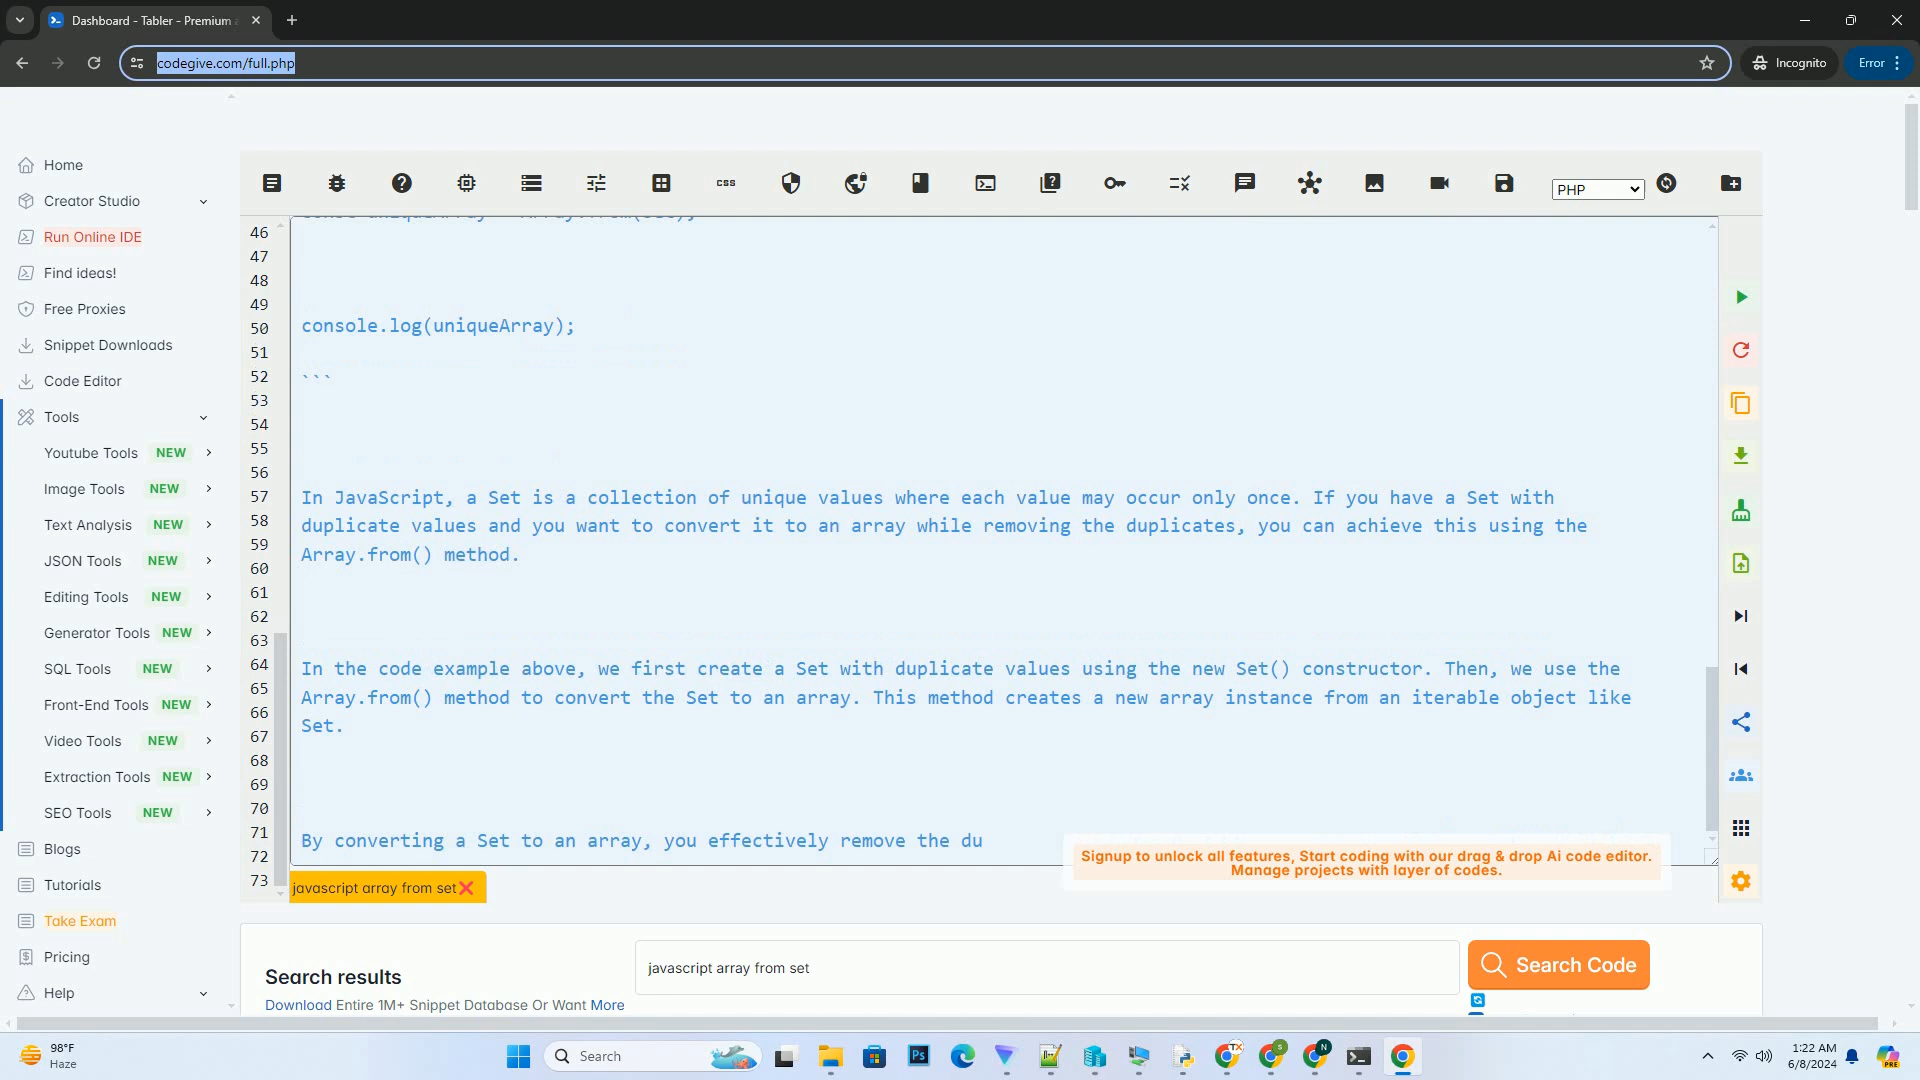 Dashboard - Tabler - Premium
codegive.com/full.php
Incognito
Error
Home
Creator Studio
Run Online IDE
Find ideas!
Free Proxies
Snippet Downloads
Code Editor
Tools
Youtube Tools NEW
Image Tools NEW
Text Analysis NEW
JSON Tools NEW
Editing Tools NEW
Generator Tools NEW
SQL Tools NEW
Front-End Tools NEW
Video Tools NEW
Extraction Tools NEW
SEO Tools NEW
Blogs
Tutorials
Take Exam
Pricing
Help
css
PHP
46
47
48
49
50
51
52
53
54
55
56
57
58
59
60
61
62
63
64
65
66
67
68
69
70
71
72
73
console.log(uniqueArray);
```
In JavaScript, a Set is a collection of unique values where each value may occur only once. If you have a Set with
duplicate values and you want to convert it to an array while removing the duplicates, you can achieve this using the
Array.from() method.
In the code example above, we first create a Set with duplicate values using the new Set() constructor. Then, we use the
Array.from() method to convert the Set to an array. This method creates a new array instance from an iterable object like
Set.
By converting a Set to an array, you effectively remove the du
Signup to unlock all features, Start coding with our drag & drop Ai code editor.
Manage projects with layer of codes.
javascript array from set
Search results
Download Entire 1M+ Snippet Database Or Want More
javascript array from set
Search Code
98°F
Haze
Search
1:22 AM
6/8/2024